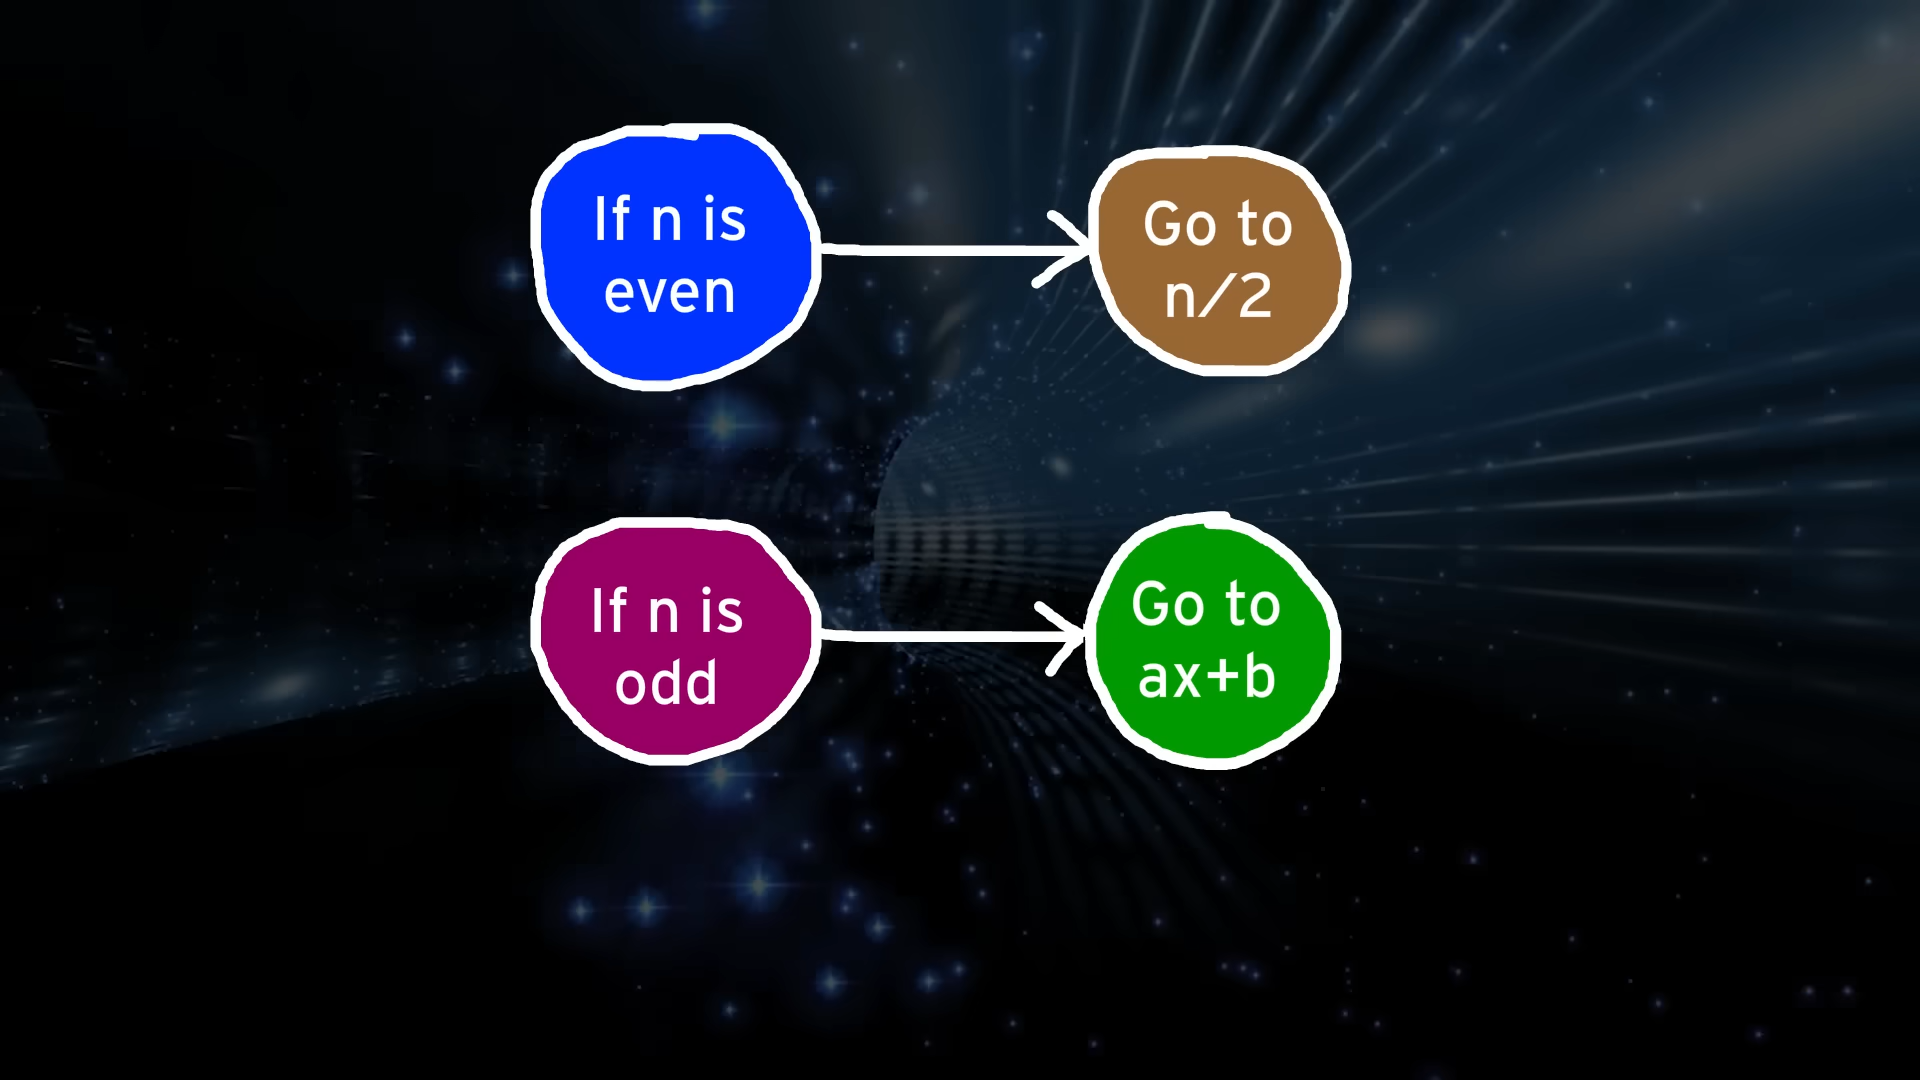 If n is
even
Go to
n/2
If n is
odd
Go to
ax+b